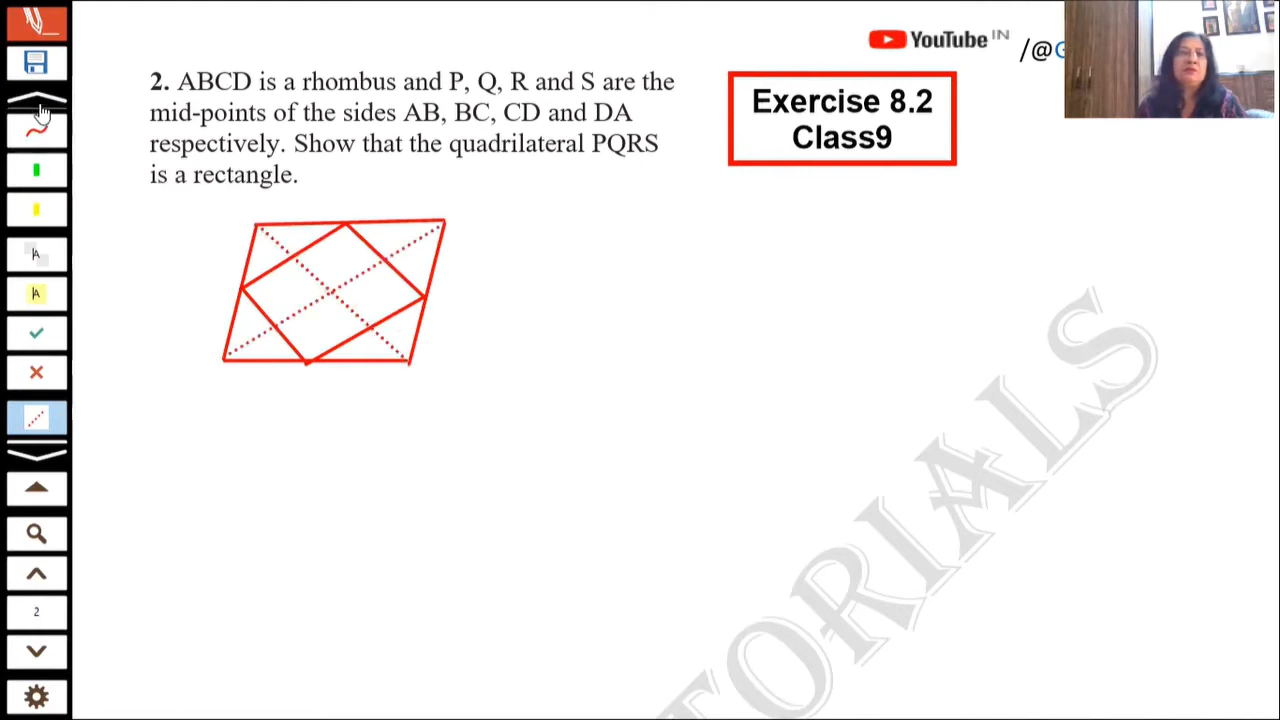 YouTube IN /@G
2. ABCD is a rhombus and P, Q, R and S are the
mid-points of the sides AB, BC, CD and DA
respectively. Show that the quadrilateral PQRS
is a rectangle.
Exercise 8.2
Class9
A
A
2
TORIALS